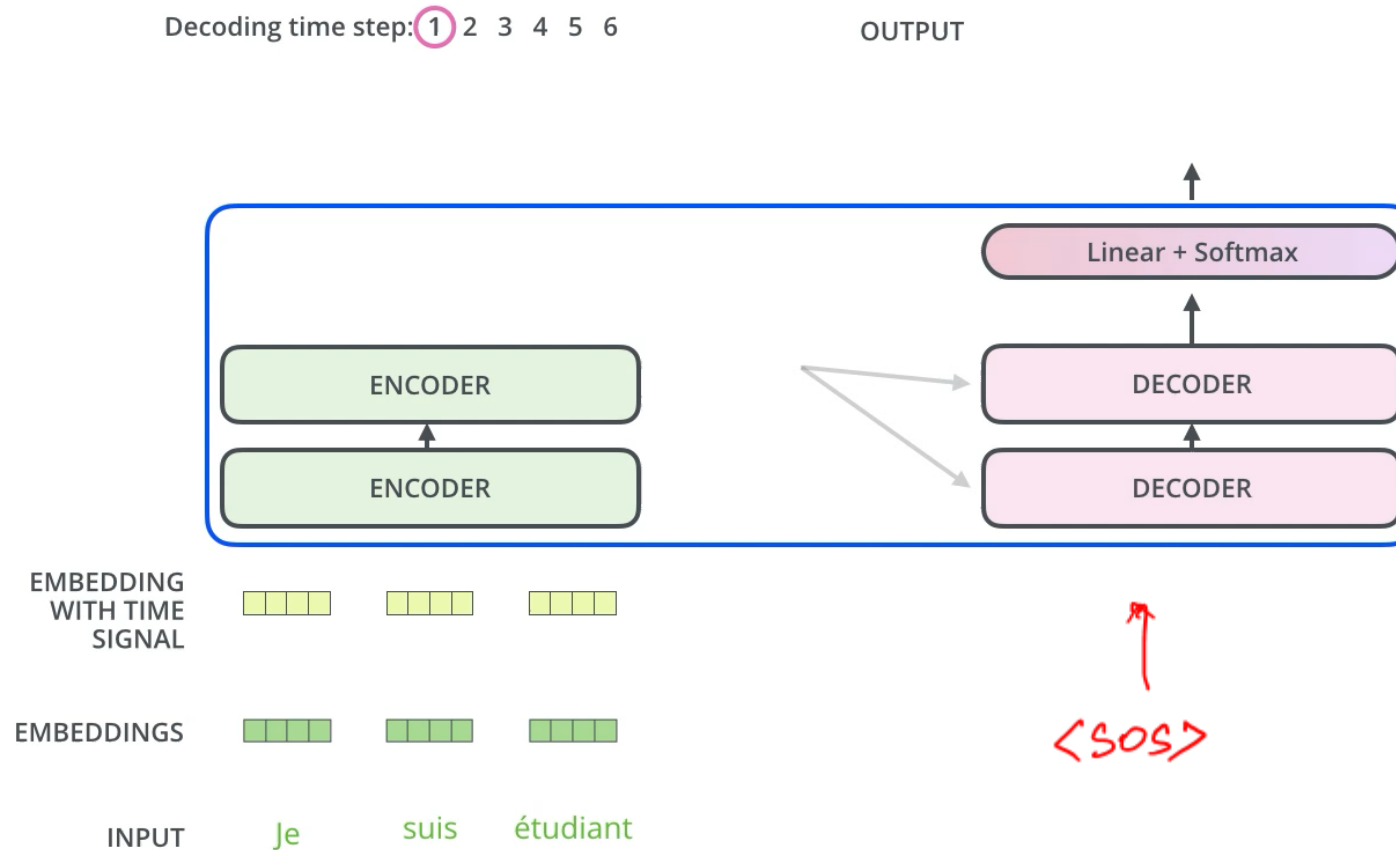 Decoding time step: 1 2 3 4 5 6
OUTPUT
Linear + Softmax
ENCODER
DECODER
ENCODER
DECODER
EMBEDDING
WITH TIME
SIGNAL
EMBEDDINGS
<SOS>
INPUT
Je suis étudiant